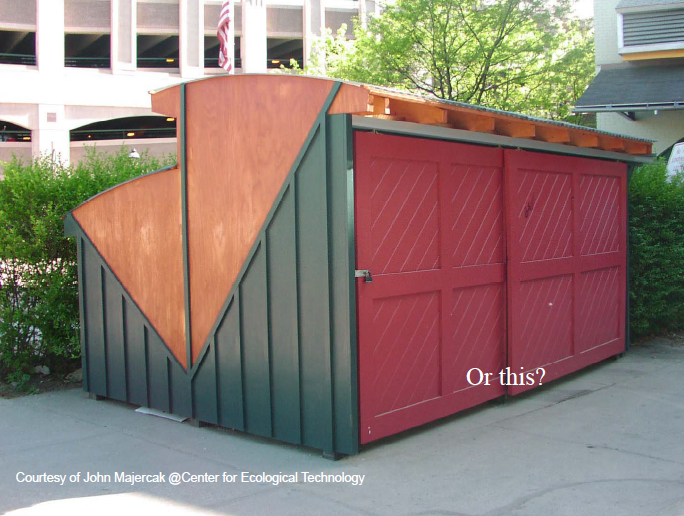 Or this?
Courtesy of John Majercak @Center for Ecological Technology